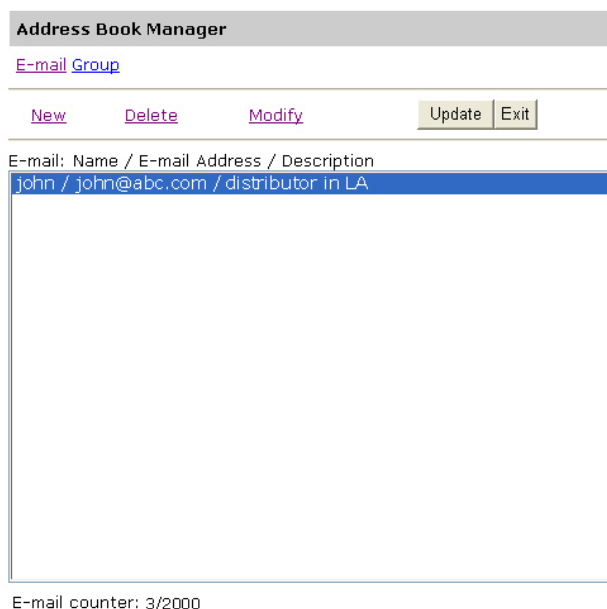 Address Book Manager
E-mail Group
New Delete Modify Update Exit
E-mail: Name / E-mail Address / Description
john / john@abc.com / distributor in LA
E-mail counter: 3/2000